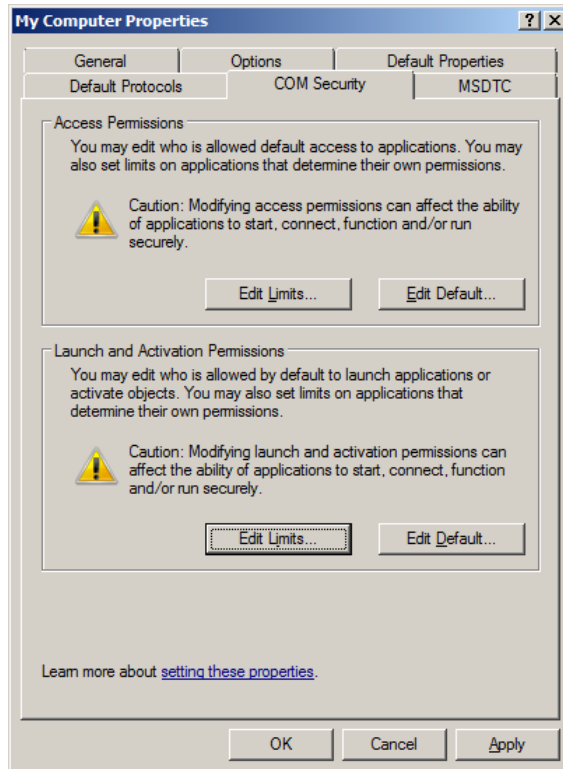 My Computer Properties
General
Options
Default Properties
Default Protocols
COM Security
MSDTC
Access Permissions
You may edit who is allowed default access to applications. You may
also set limits on applications that determine their own permissions.
Caution: Modifying access permissions can affect the ability
of applications to start, connect, function and/or run
securely.
Edit Limits...
Edit Default...
Launch and Activation Permissions
You may edit who is allowed by default to launch applications or
activate objects. You may also set limits on applications that
determine their own permissions.
Caution: Modifying launch and activation permissions can
affect the ability of applications to start, connect, function
and/or run securely.
Edit Limits...
Edit Default...
Learn more about setting these properties.
OK
Cancel
Apply